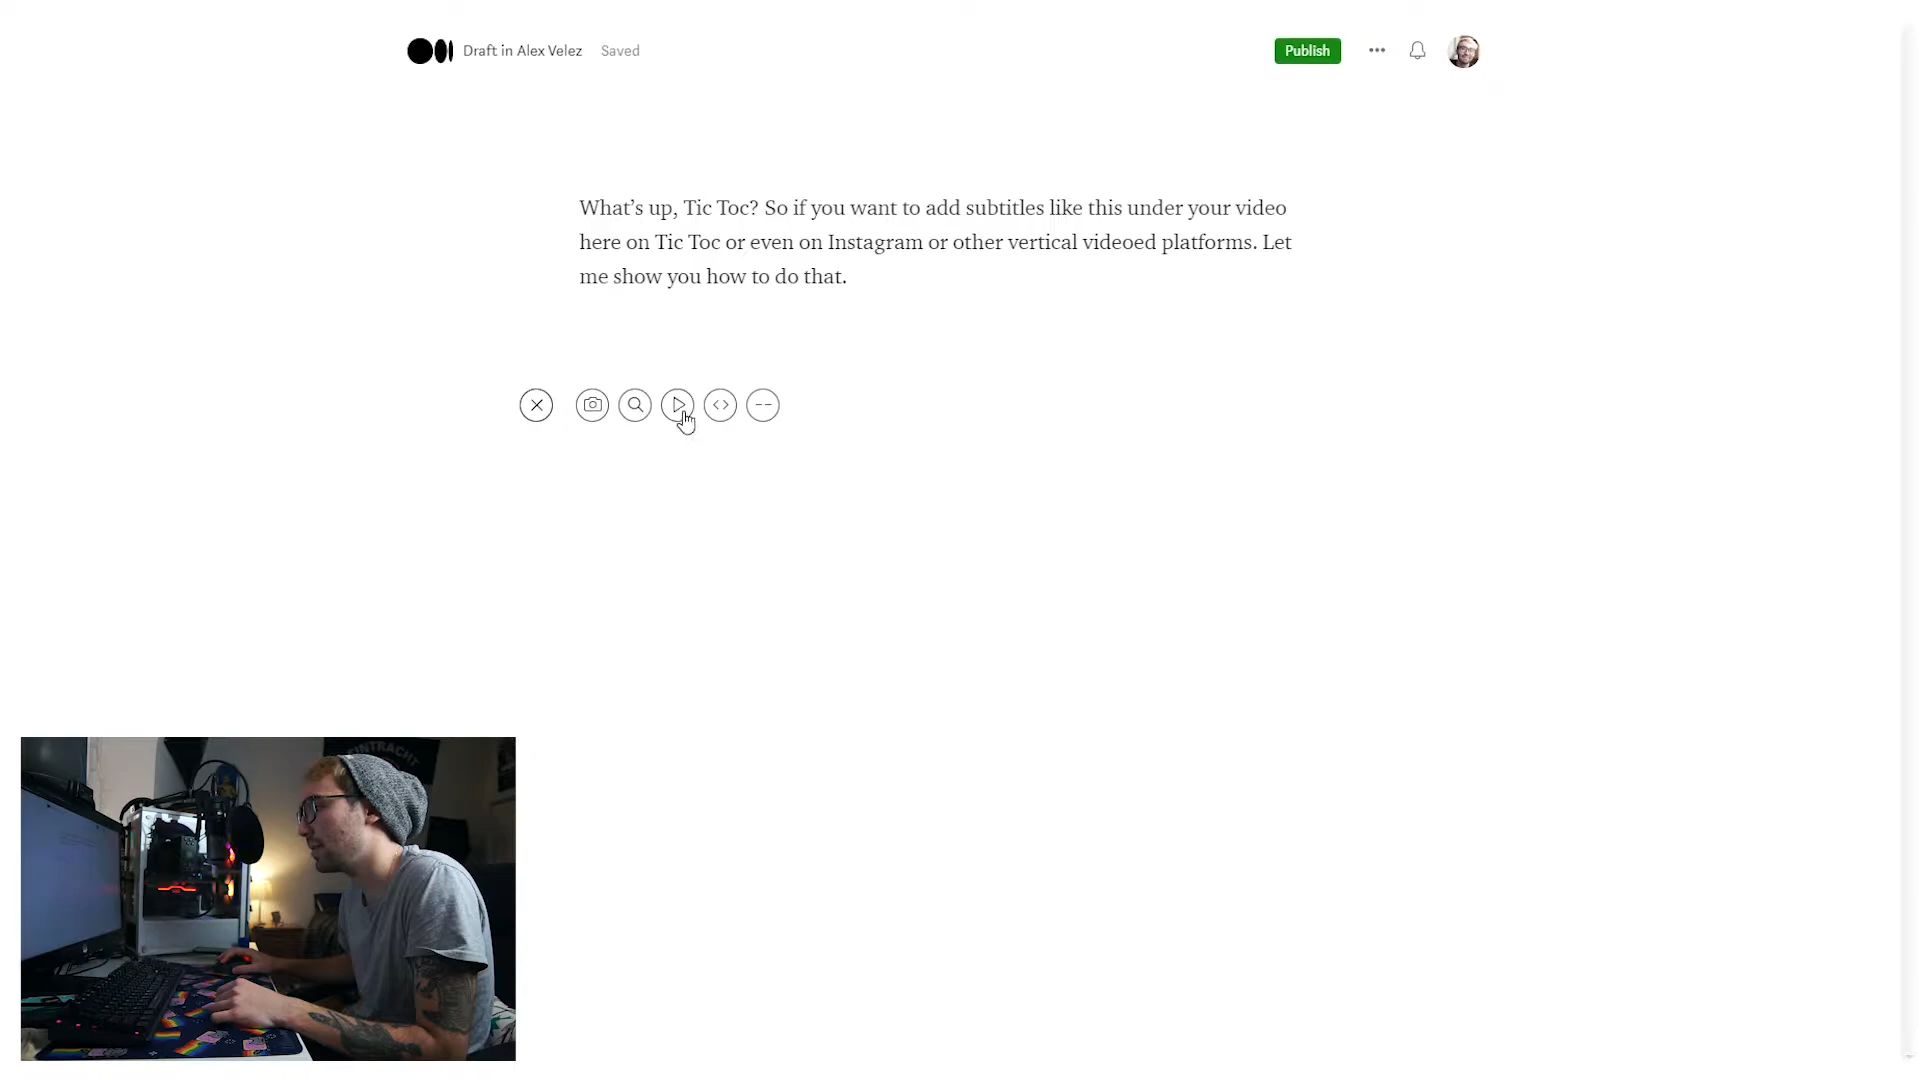 Draft in Alex Velez Saved
Publish
What's up, Tic Toc? So if you want to add subtitles like this under your video
here on Tic Toc or even on Instagram or other vertical videoed platforms. Let
me show you how to do that.
EINTRACHT